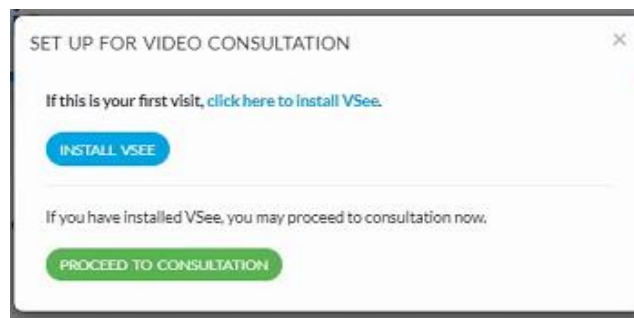 SET UP FOR VIDEO CONSULTATION
If this is your first visit, click here to install VSee.
INSTALL VSEE
If you have installed VSee, you may proceed to consultation now.
PROCEED TO CONSULTATION